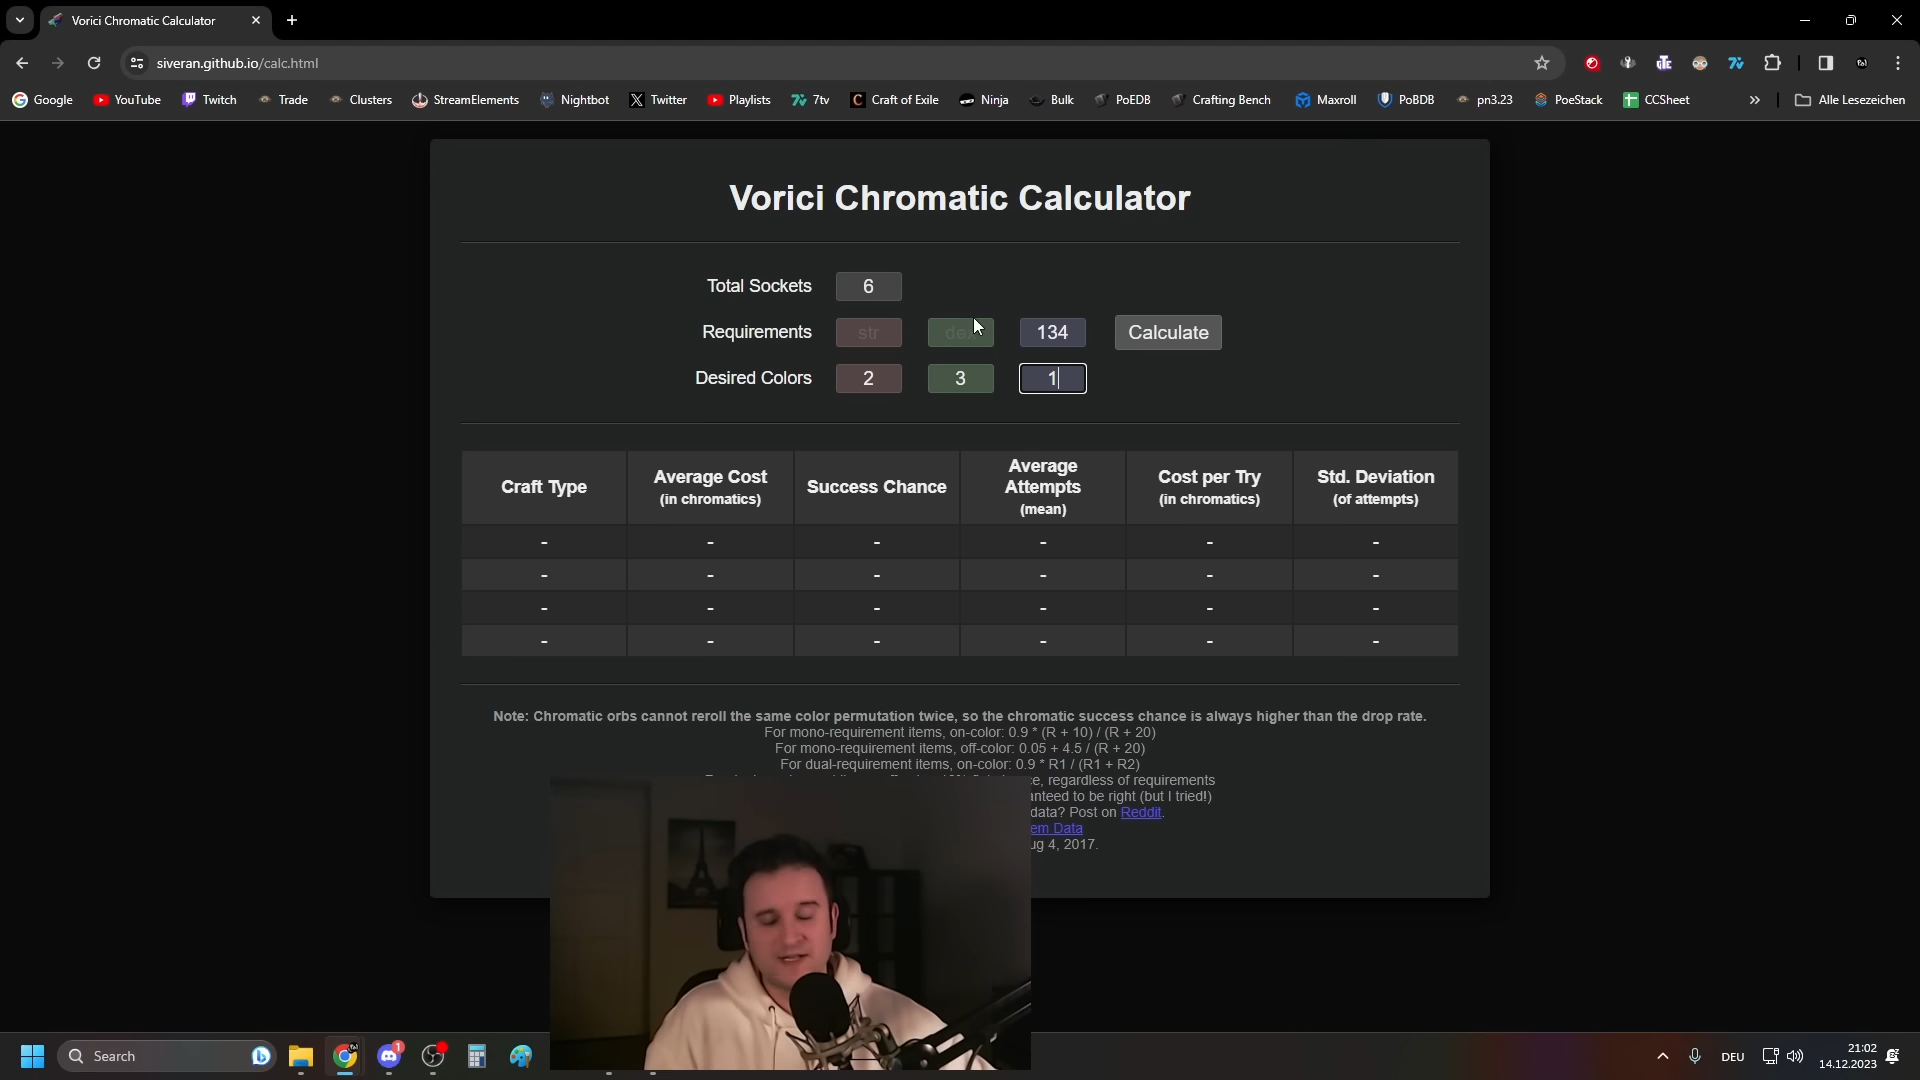 Vorici Chromatic Calculator
siveran.github.io/calc.html
Google YouTube Twitch Trade Clusters StreamElements Nightbot Twitter Playlists 7tv Craft of Exile Ninja Bulk PoEDB Crafting Bench Maxroll PoBDB pn3.23 PoeStack CCSheet » Alle Lesezeichen
Vorici Chromatic Calculator
Total Sockets 6
Requirements str 134 Calculate
Desired Colors 2 3 1
Craft Type Average Cost (in chromatics) Success Chance Average Attempts (mean) Cost per Try (in chromatics) Std. Deviation (of attempts)
- - - - - -
- - - - - -
- - - - - -
- - - - - -
Note: Chromatic orbs cannot reroll the same color permutation twice, so the chromatic success chance is always higher than the drop rate.
For mono-requirement items, on-color: 0.9 * (R + 10) / (R + 20)
For mono-requirement items, off-color: 0.05 + 4.5 / (R + 20)
For dual-requirement items, on-color: 0.9 * R1 / (R1 + R2)
regardless of requirements
to be right (but I tried!)
data? Post on Reddit.
Data
4, 2017.
Search 1 DEU 21:02
14.12.2023